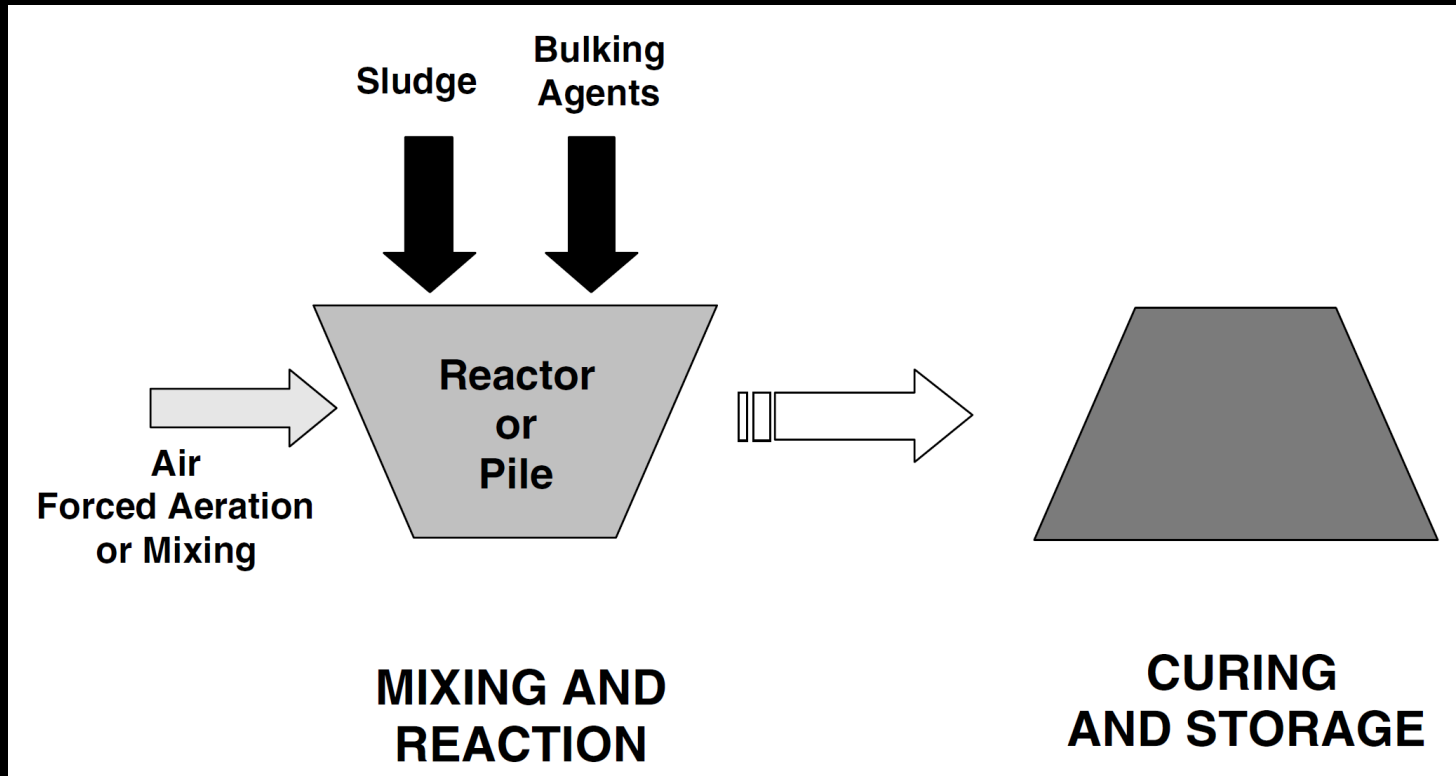 Sludge
Bulking
Agents
Reactor
or
Pile
Air
Forced Aeration
or Mixing
MIXING AND
REACTION
CURING
AND STORAGE